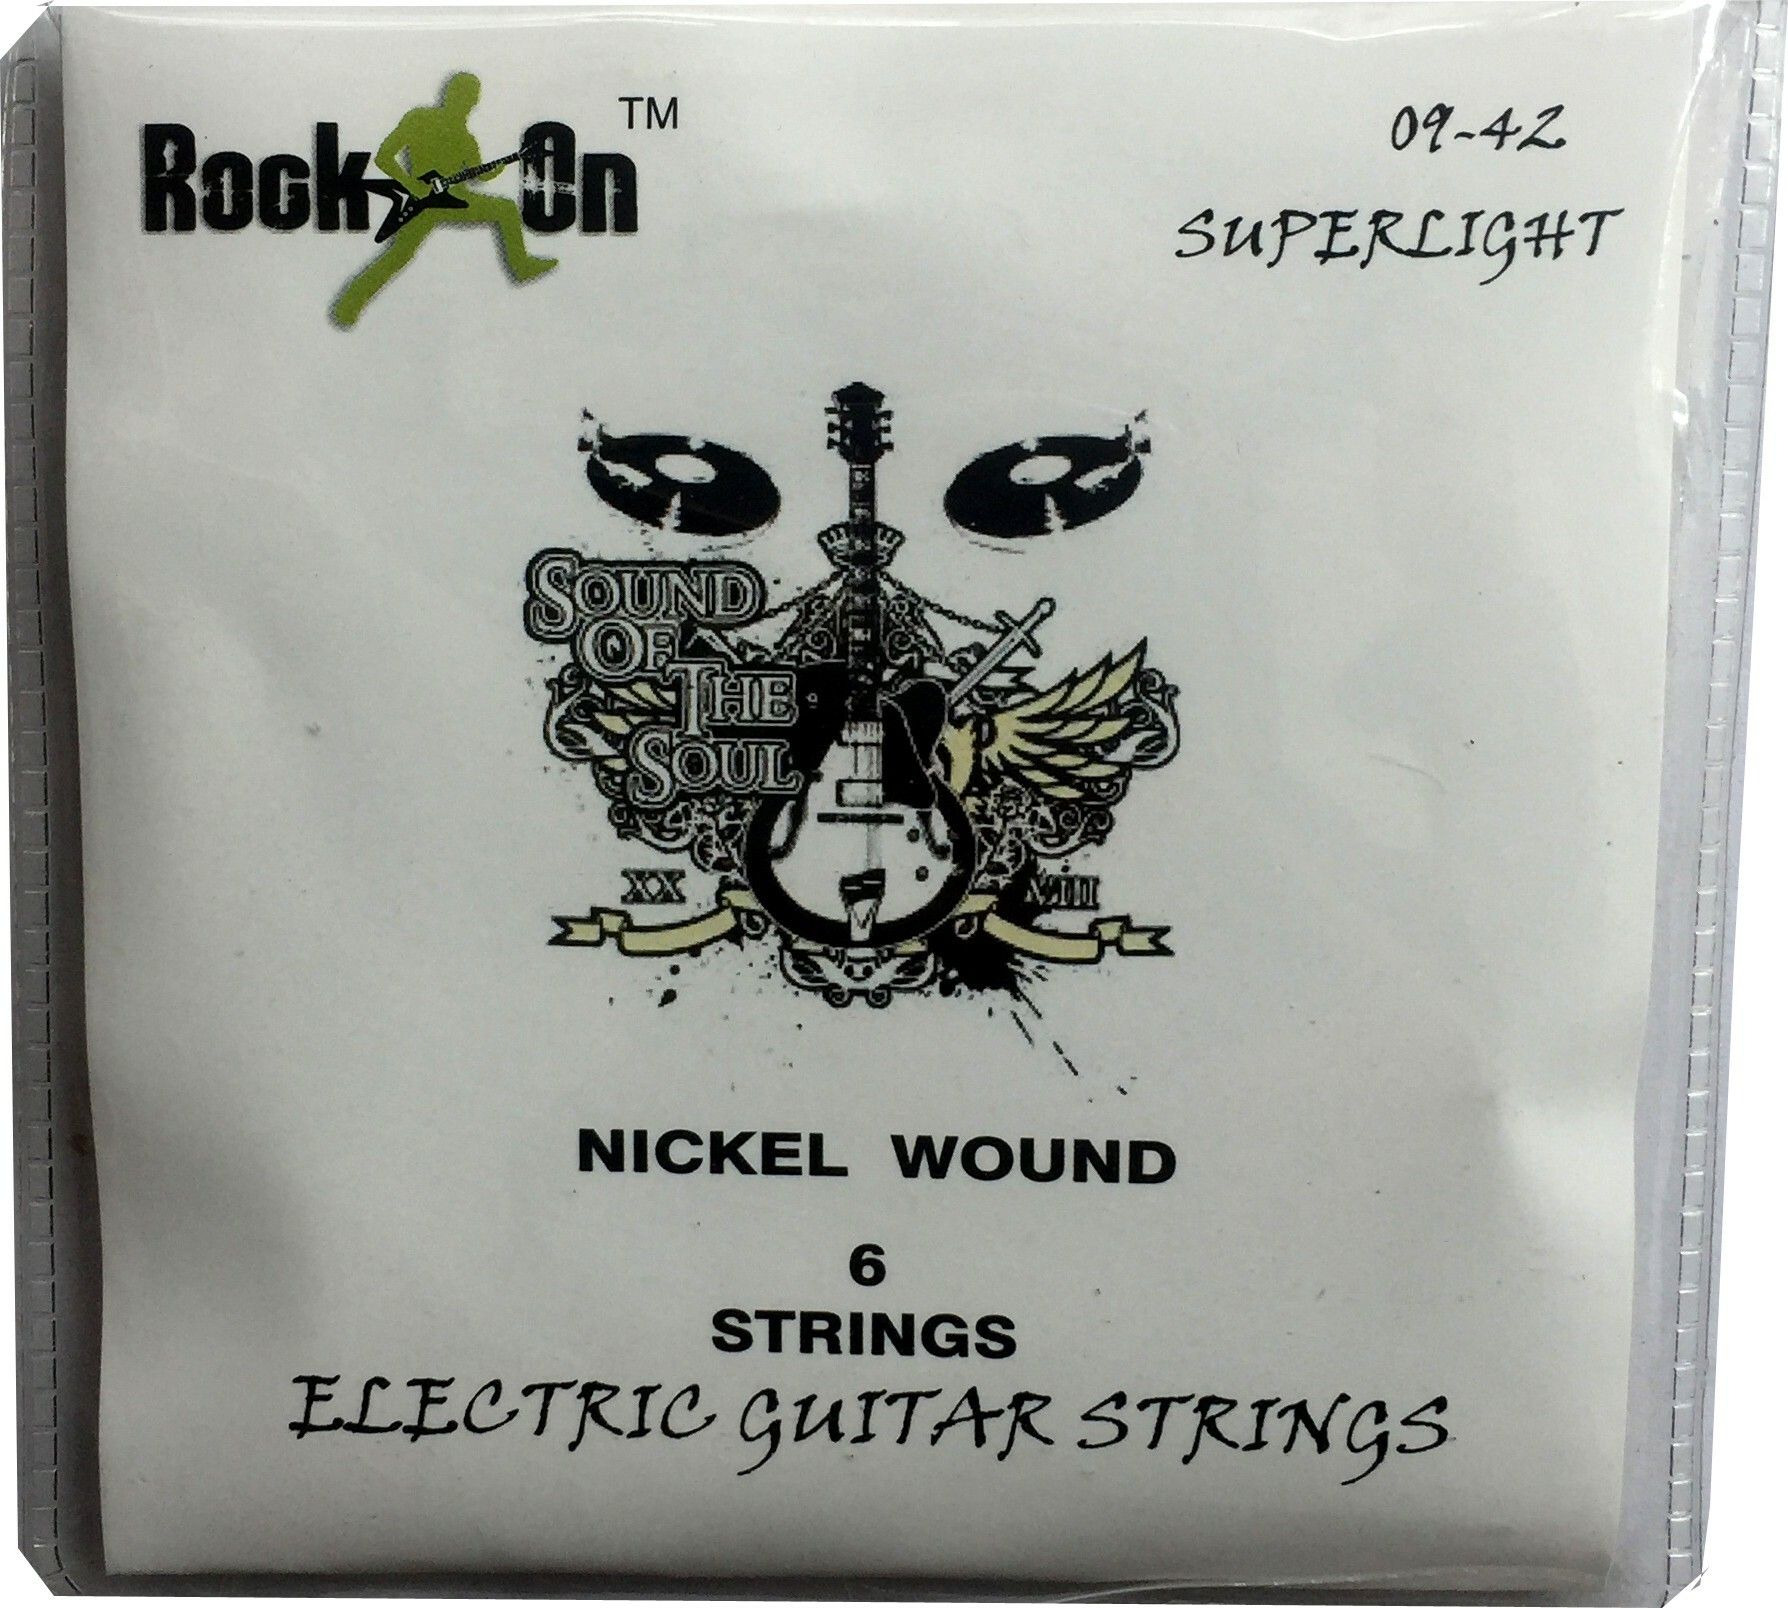 Rock On TM
09-42
SUPERLIGHT
SOUND
OF
THE
SOUL
XX
NICKEL WOUND
6
STRINGS
ELECTRIC GUITAR STRINGS